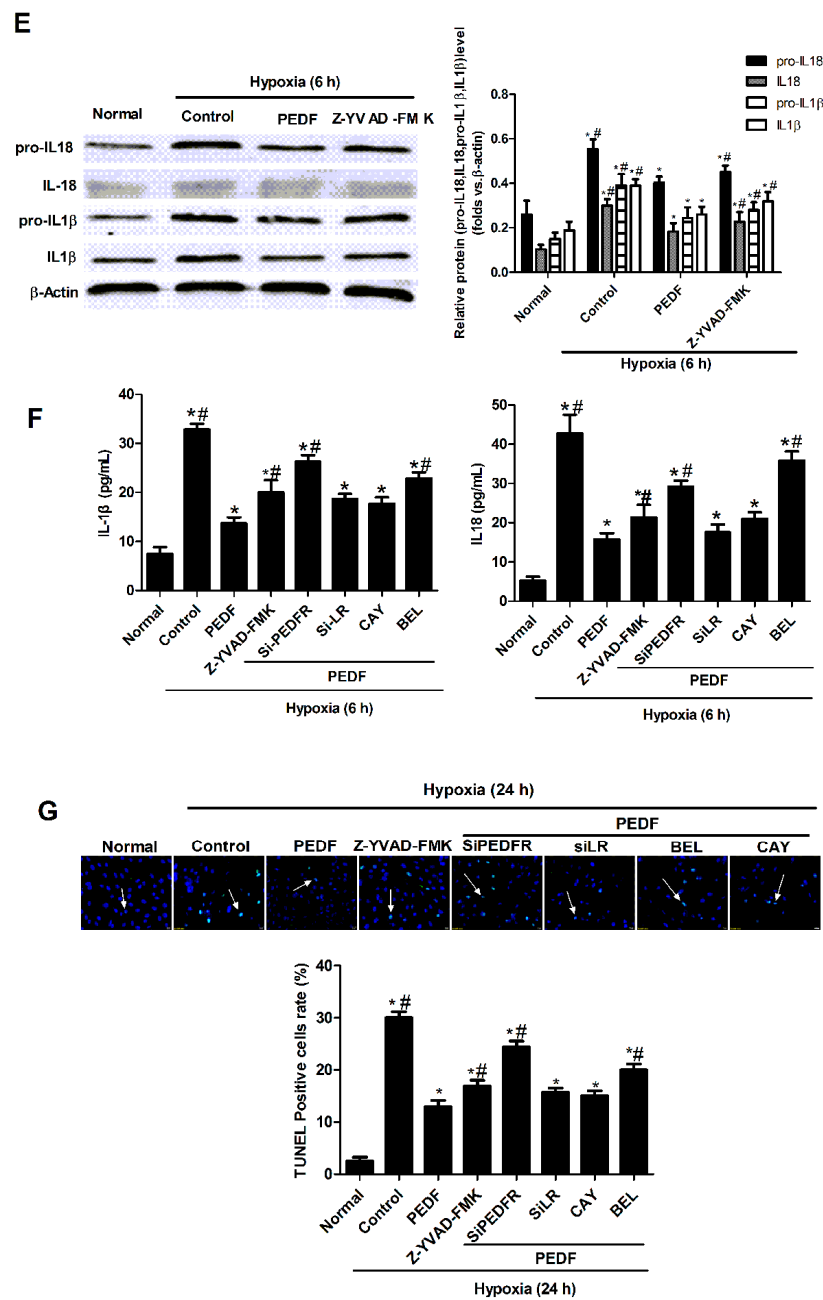 E
Hypoxia (6 h)
Normal
Control
PEDF
Z-YVAD-FMK
pro-IL18
IL-18
pro-IL1β
IL1β
β-Actin
pro-IL18
IL18
pro-IL1β
IL1β
Relative protein (pro-IL18,IL18,pro-IL1β,IL1β)level
(folds vs.β-actin)
0.8
0.6
0.4
0.2
0.0
*# *# *# *#
* * * *
*# *# *# *#
Normal
Control
PEDF
Z-YVAD-FMK
Hypoxia (6 h)
F
IL-1β (pg/mL)
40
30
20
10
0
*# * *# *# * * *#
Normal
Control
PEDF
Z-YVAD-FMK
Si-PEDFR
Si-LR
CAY
BEL
PEDF
Hypoxia (6 h)
IL18 (pg/mL)
50
40
30
20
10
0
*# * *# *# * * *#
Normal
Control
PEDF
Z-YVAD-FMK
SiPEDFR
SiLR
CAY
BEL
PEDF
Hypoxia (6 h)
G
Hypoxia (24 h)
PEDF
Normal
Control
PEDF
Z-YVAD-FMK
SiPEDFR
siLR
BEL
CAY
TUNEL Positive cells rate (%)
40
30
20
10
0
*# * *# *# * * *#
Normal
Control
PEDF
Z-YVAD-FMK
SiPEDFR
SiLR
CAY
BEL
PEDF
Hypoxia (24 h)